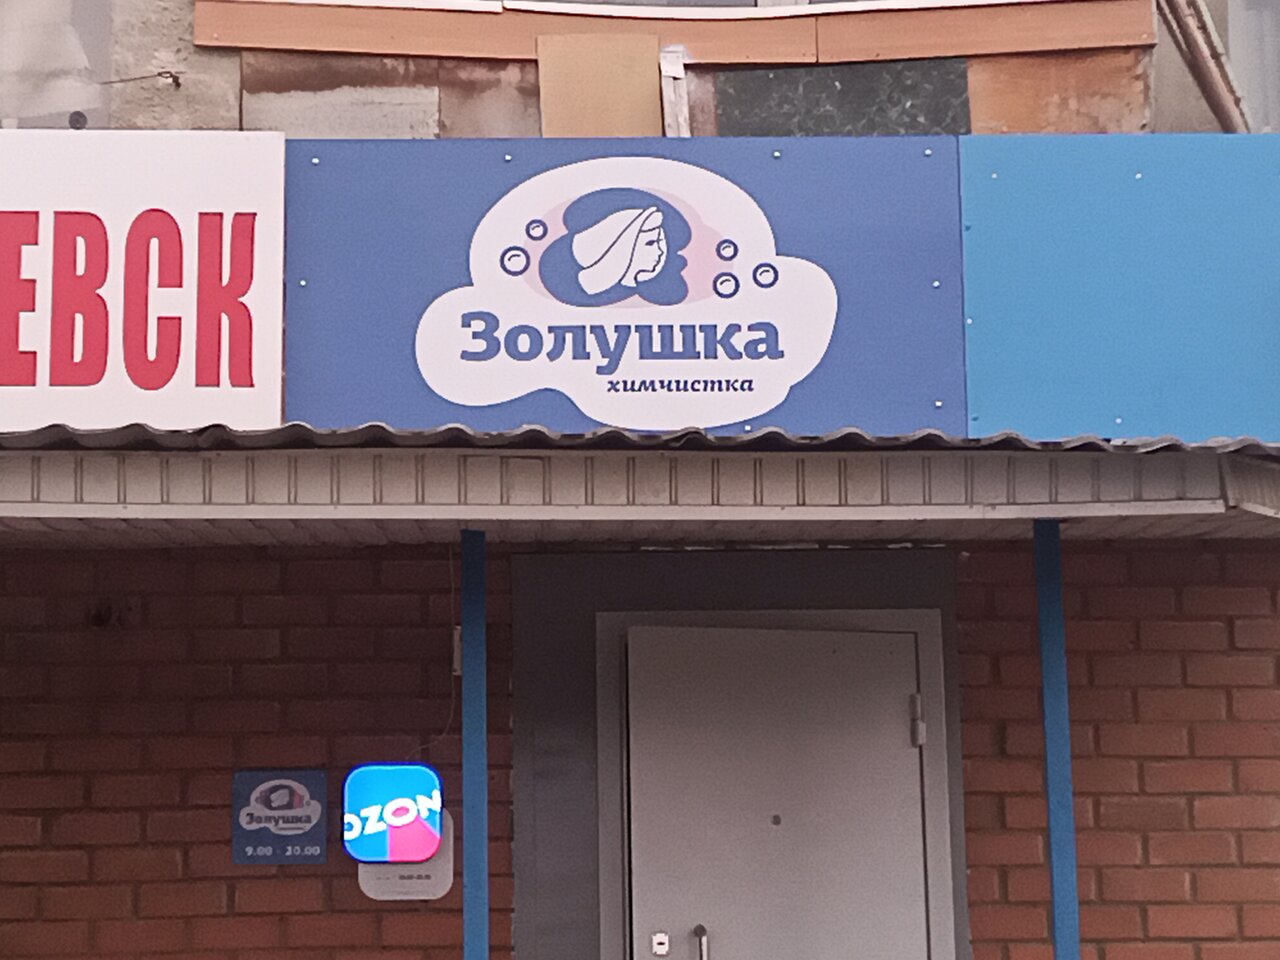 ЕВСК
Золушка
химчистка
Золушка
9.00 - 20.00
OZON